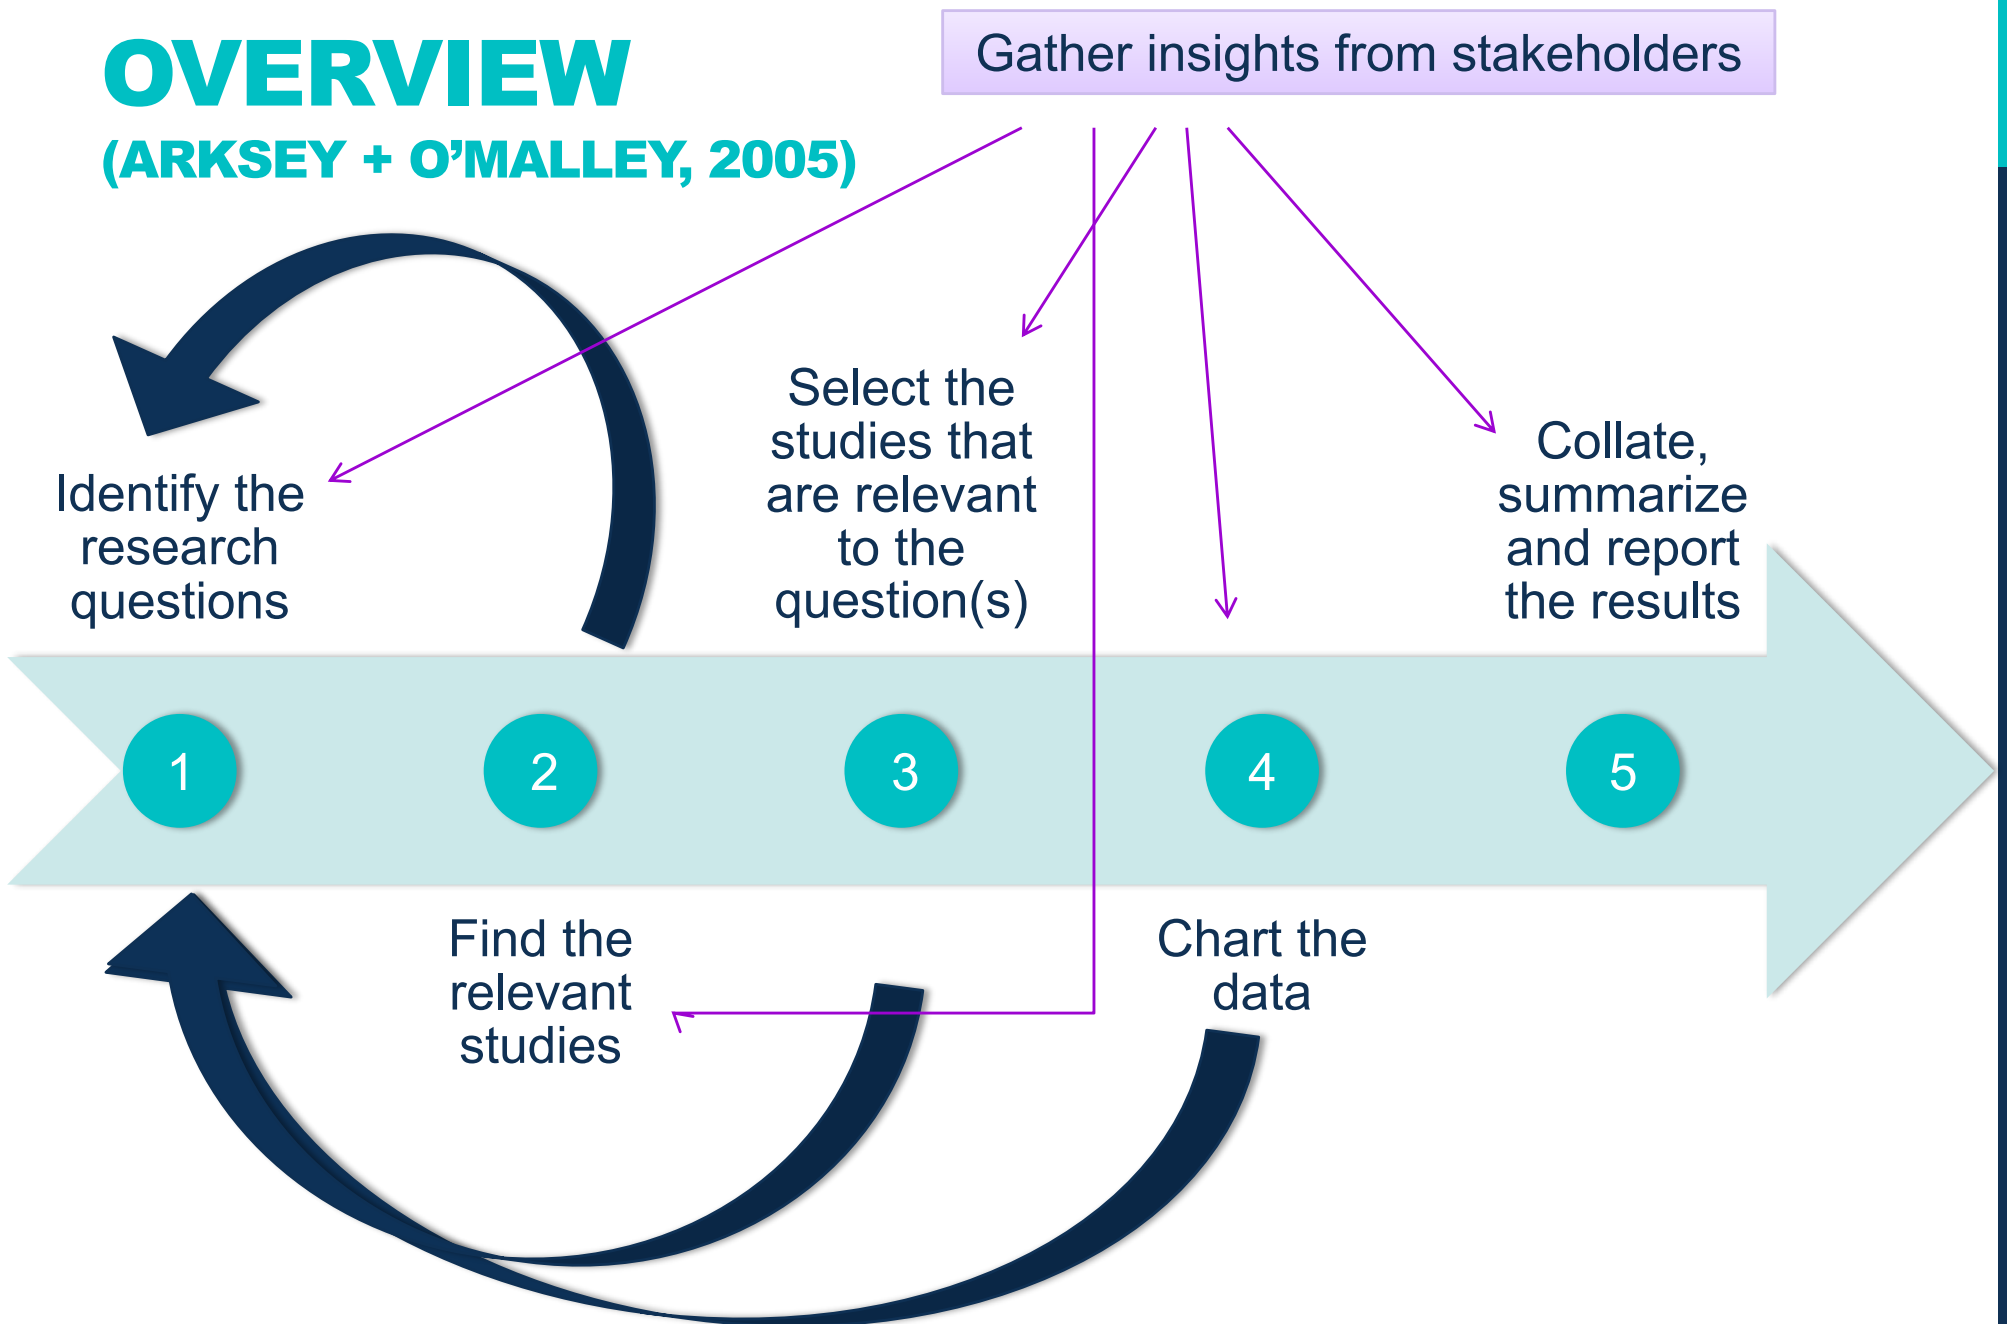 OVERVIEW
(ARKSEY + O’MALLEY, 2005)
Gather insights from stakeholders
Identify the
research
questions
Select the
studies that
are relevant
to the
question(s)
Collate,
summarize
and report
the results
1
2
3
4
5
Find the
relevant
studies
Chart the
data